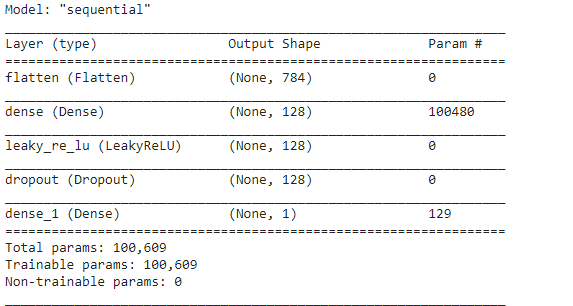 Model: "sequential"
Layer (type) Output Shape Param #
flatten (Flatten) (None, 784) 0
dense (Dense) (None, 128) 100480
leaky_re_lu (LeakyReLU) (None, 128) 0
dropout (Dropout) (None, 128) 0
dense_1 (Dense) (None, 1) 129
Total params: 100,609
Trainable params: 100,609
Non-trainable params: 0